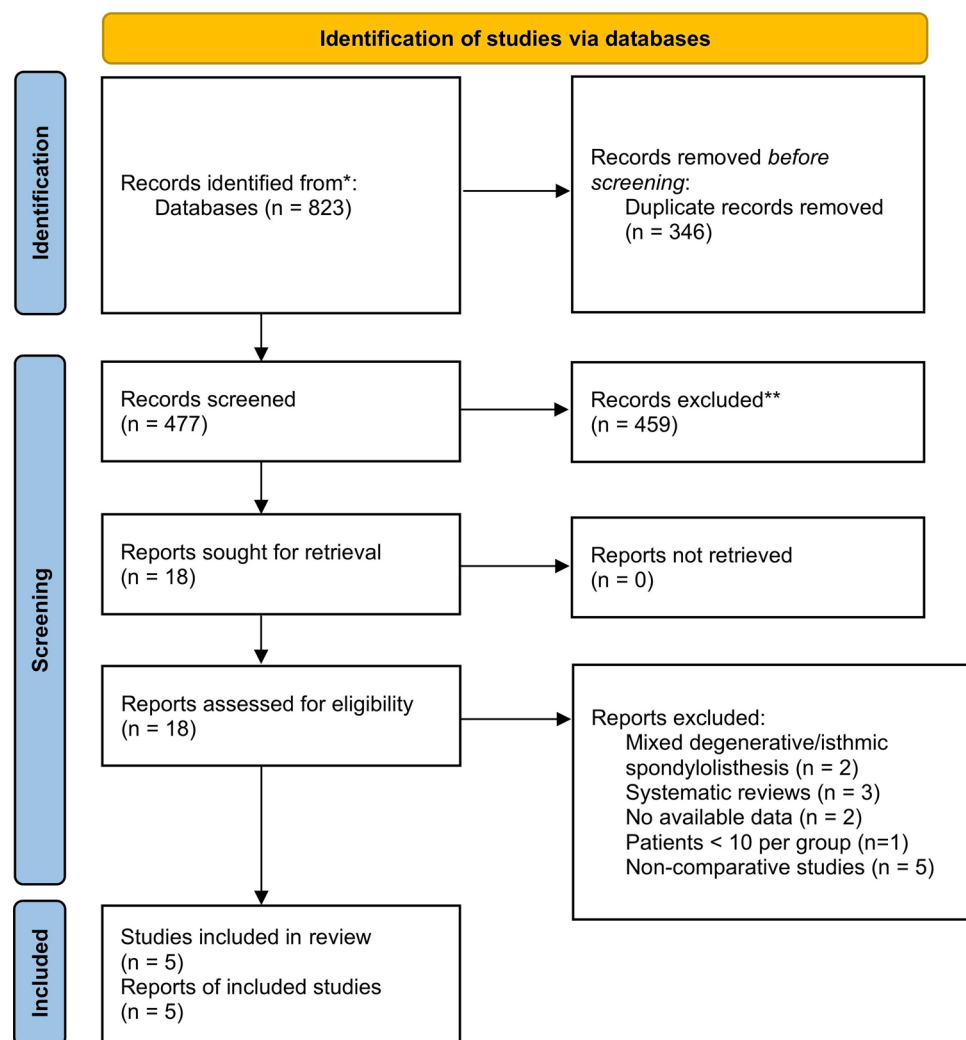 Identification of studies via databases
Identification
Records identified from*:
Databases (n = 823)
Records removed before
screening:
Duplicate records removed
(n = 346)
Screening
Records screened
(n = 477)
Records excluded**
(n = 459)
Reports sought for retrieval
(n = 18)
Reports not retrieved
(n = 0)
Reports assessed for eligibility
(n = 18)
Reports excluded:
Mixed degenerative/isthmic
spondylolisthesis (n = 2)
Systematic reviews (n = 3)
No available data (n = 2)
Patients < 10 per group (n=1)
Non-comparative studies (n = 5)
Included
Studies included in review
(n = 5)
Reports of included studies
(n = 5)